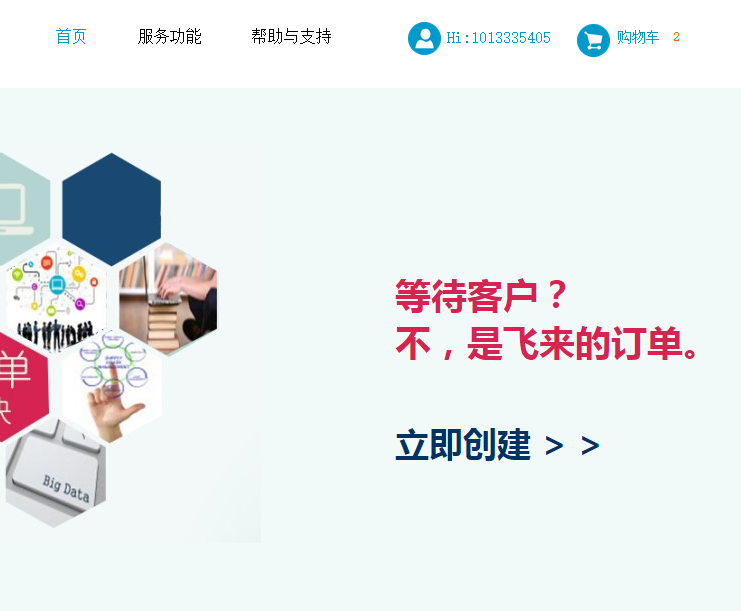 首页 服务功能 帮助与支持 Hi:1013335405 购物车 2
等待客户？
不，是飞来的订单。
立即创建 > >
单
Big Data